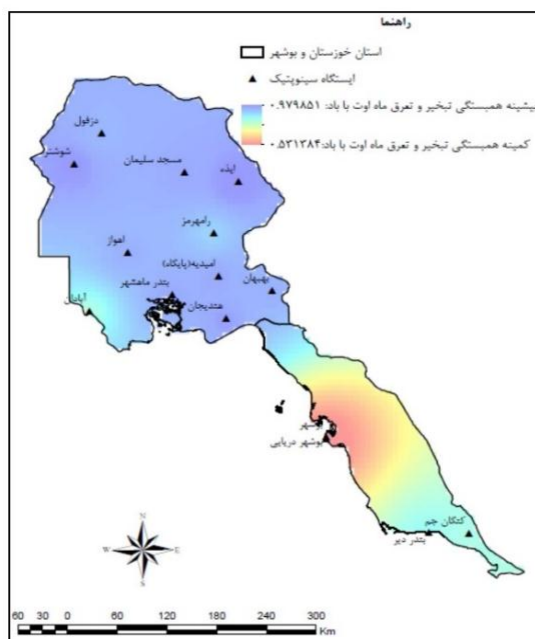 راهنما
استان خوزستان و بوشهر
ایستگاه سینوپتیک
بیشینه همبستگی تبخیر و تعرق ماه اوت با باد: ۰.۹۷۹۸۵۱
کمینه همبستگی تبخیر و تعرق ماه اوت با باد:۰.۵۳۱۳۸۴
دزفول
شوشتر
مسجد سلیمان
ایذه
رامهرمز
اهواز
امیدیه(پایگاه)
بهبهان
بندر ماهشهر
آبادان
هندیجان
بوشهر
بوشهر دریایی
کنگان جم
بندر دیر
N
W E
S
60 30 0 60 120 180 240 300
Km